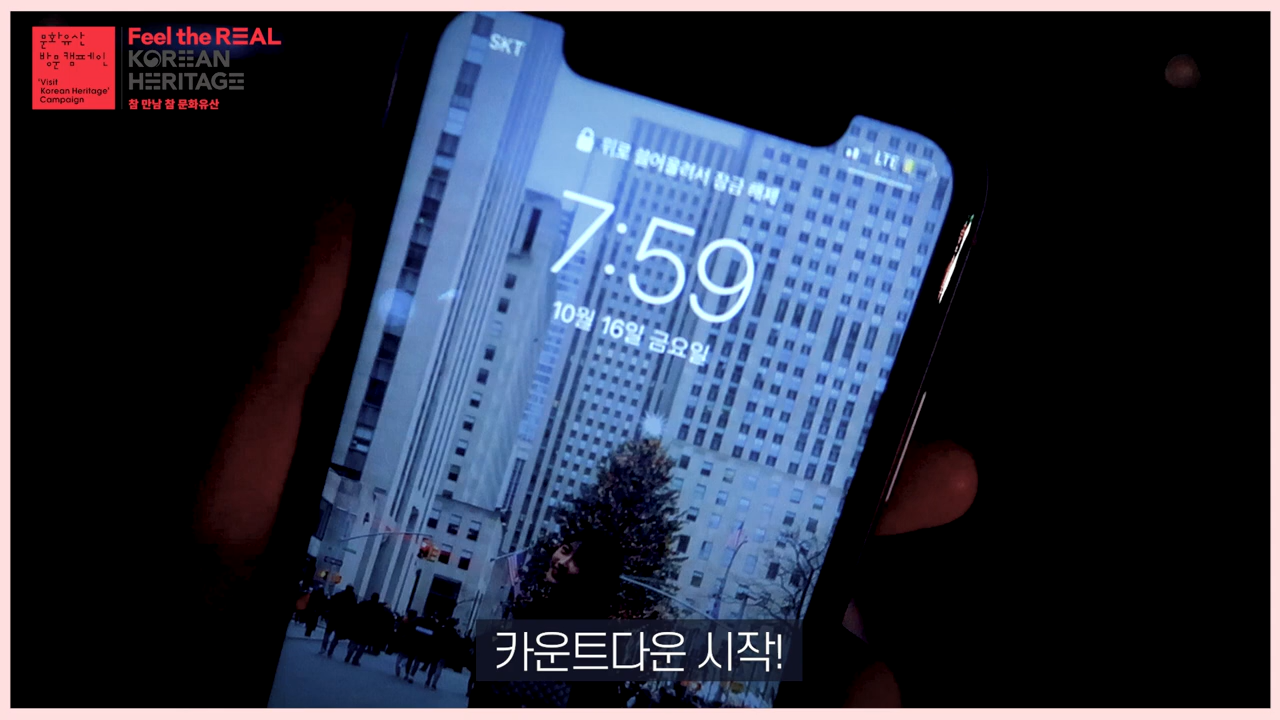 문화유산
방문 캠페인
'Visit
Korean Heritage'
Campaign
Feel the REAL
KOREAN
HERITAGE
참 만남 참 문화유산
SKT
LTE
위로 쓸어올려서 잠금 해제
7:59
10월 16일 금요일
카운트다운 시작!